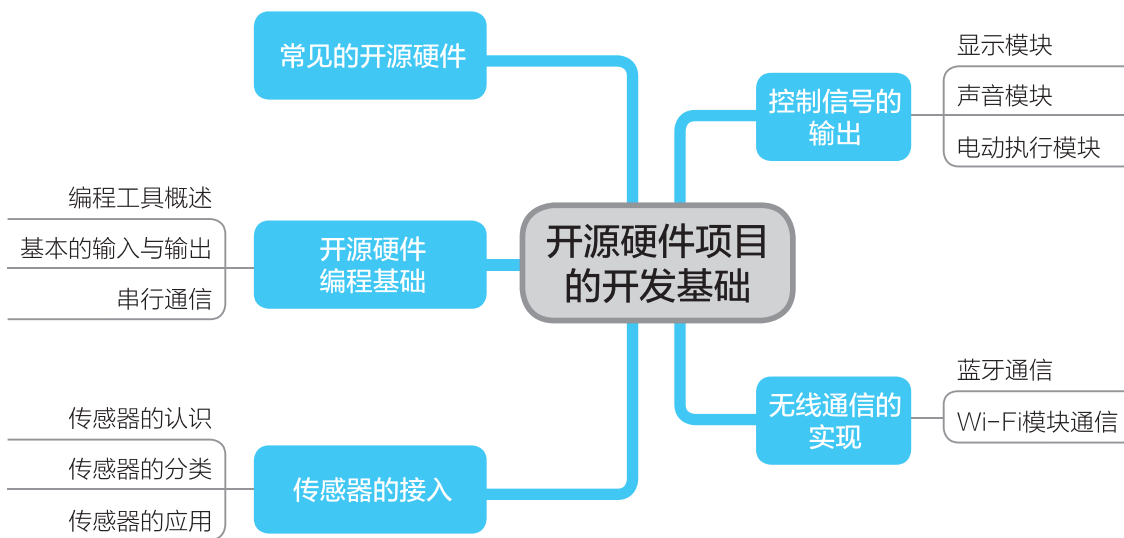 开源硬件项目
的开发基础
常见的开源硬件
开源硬件
编程基础
编程工具概述
基本的输入与输出
串行通信
传感器的接入
传感器的认识
传感器的分类
传感器的应用
控制信号的
输出
显示模块
声音模块
电动执行模块
无线通信的
实现
蓝牙通信
Wi-Fi模块通信